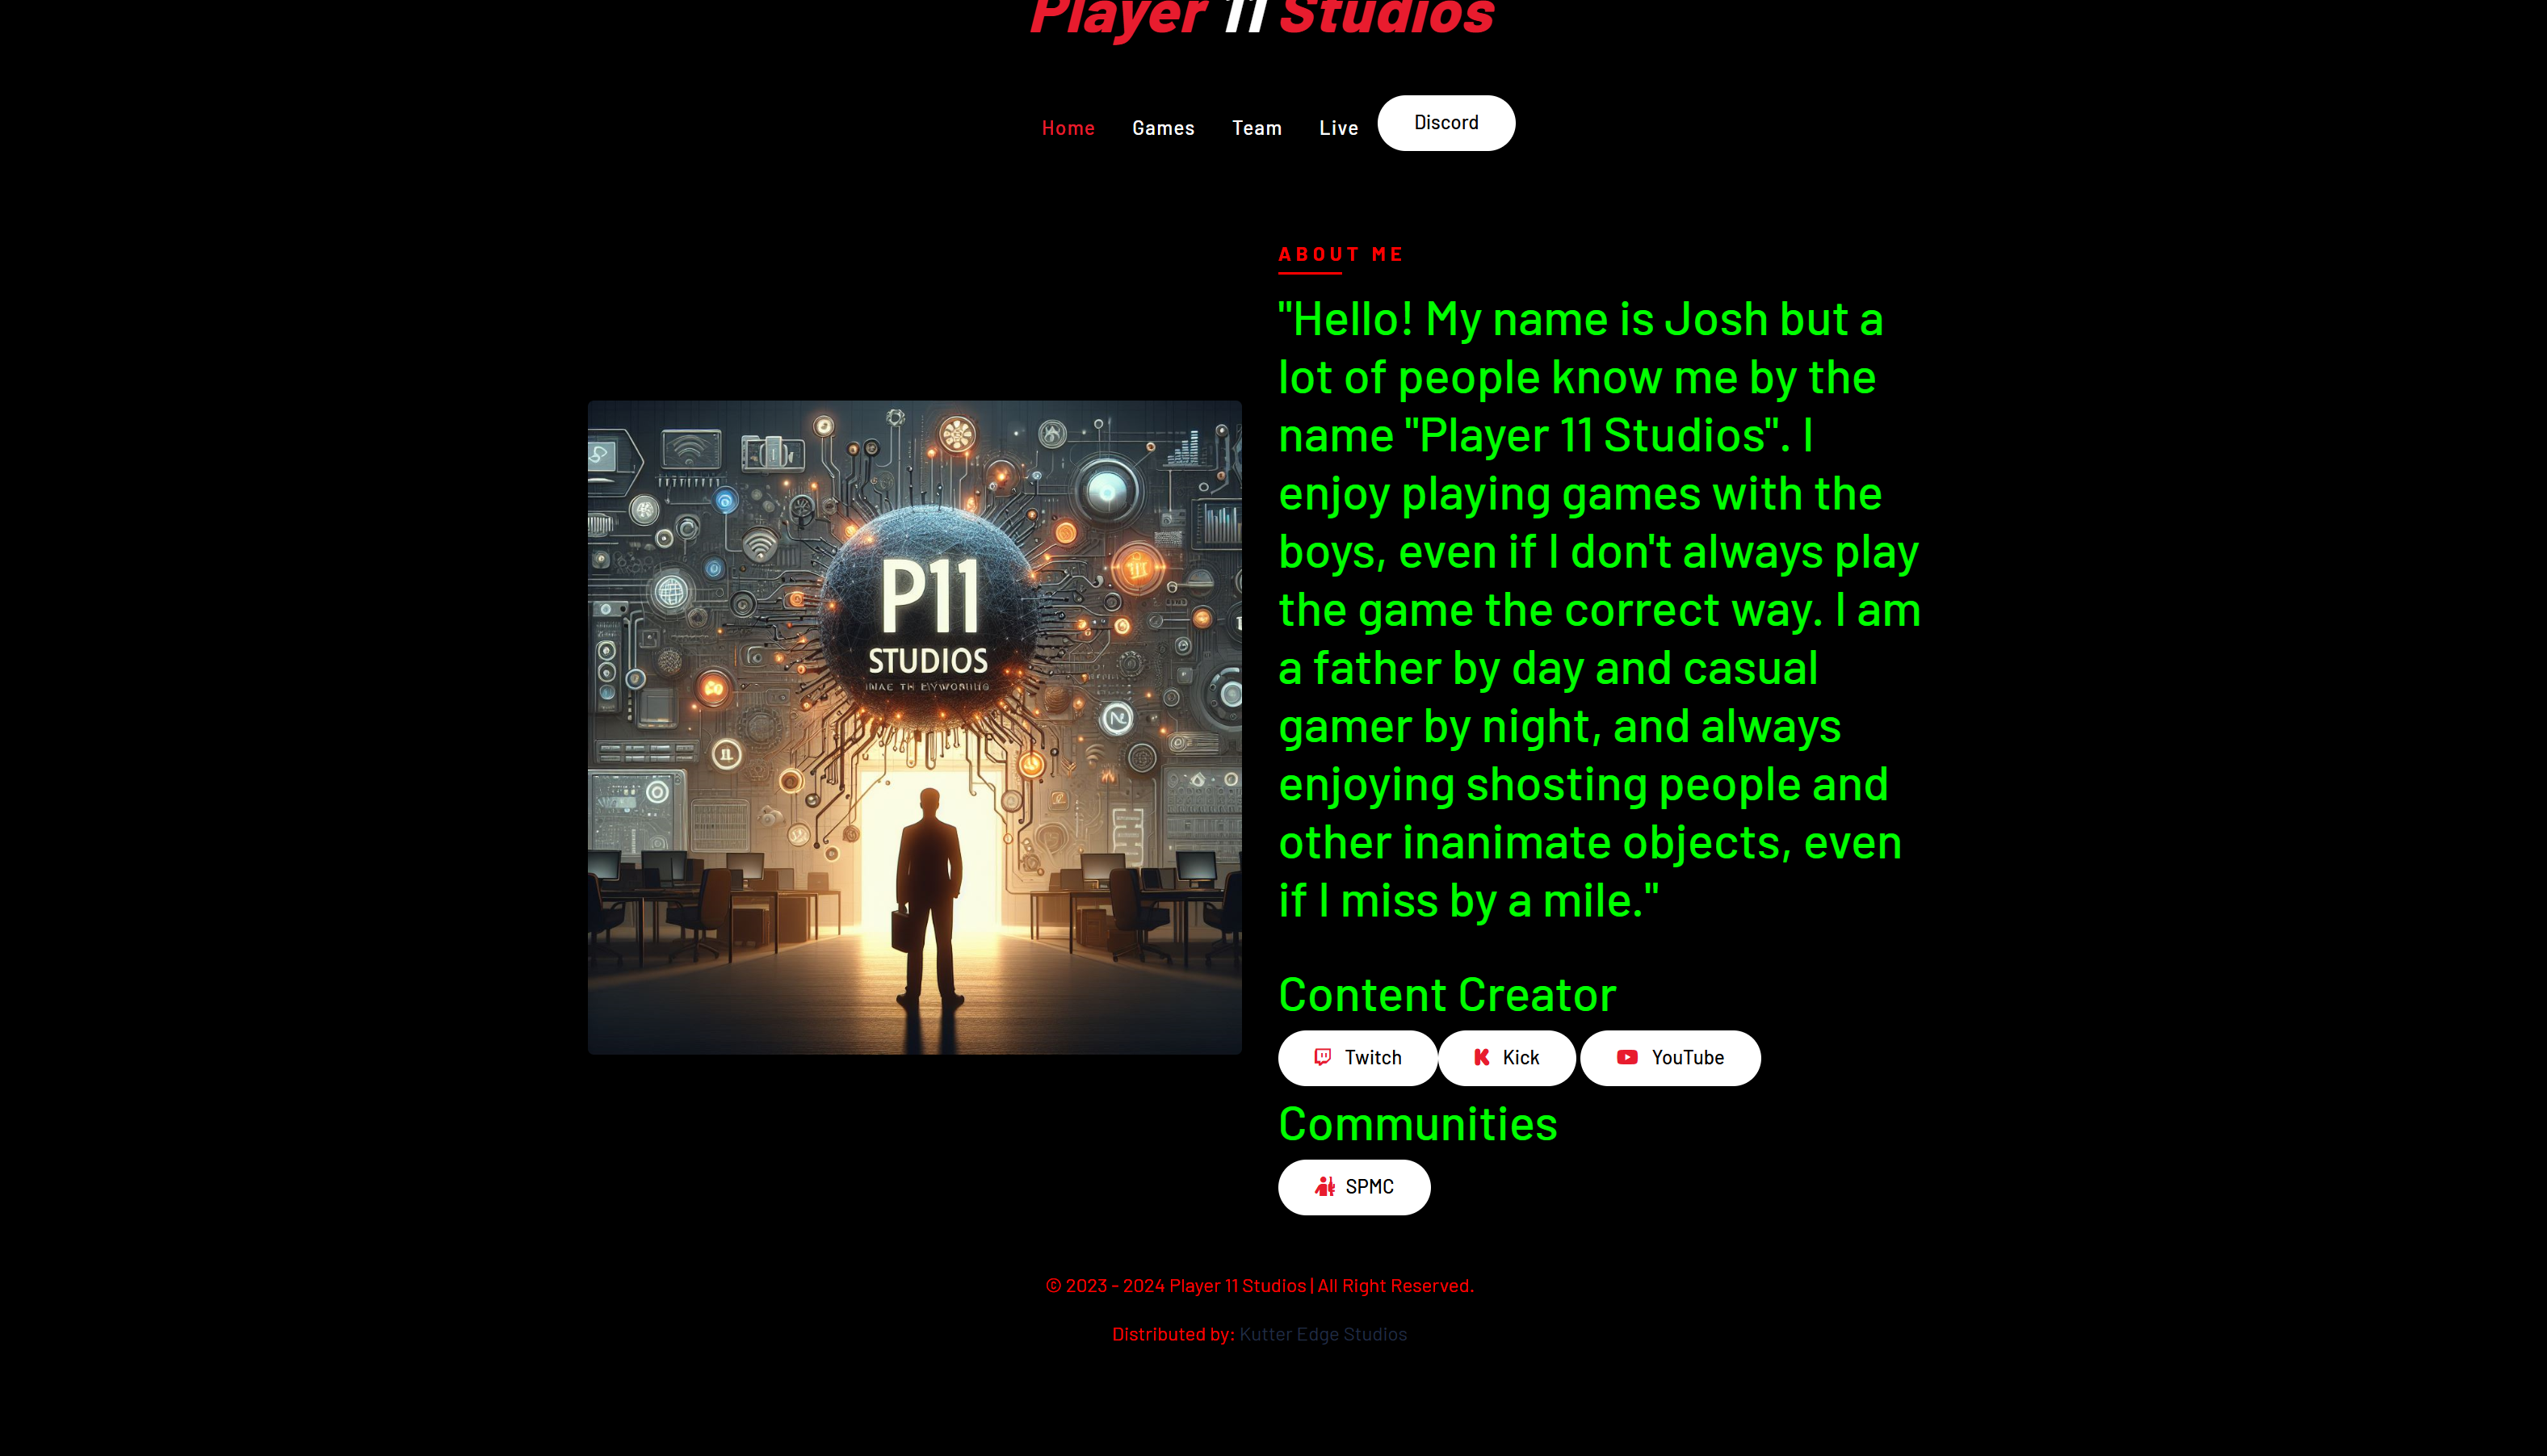 Player 11 Studios
Home Games Team Live Discord
ABOUT ME
"Hello! My name is Josh but a
lot of people know me by the
name "Player 11 Studios". I
enjoy playing games with the
boys, even if I don't always play
the game the correct way. I am
a father by day and casual
gamer by night, and always
enjoying shosting people and
other inanimate objects, even
if I miss by a mile."
P11
STUDIOS
Content Creator
Twitch Kick YouTube
Communities
SPMC
© 2023 - 2024 Player 11 Studios | All Right Reserved.
Distributed by: Kutter Edge Studios